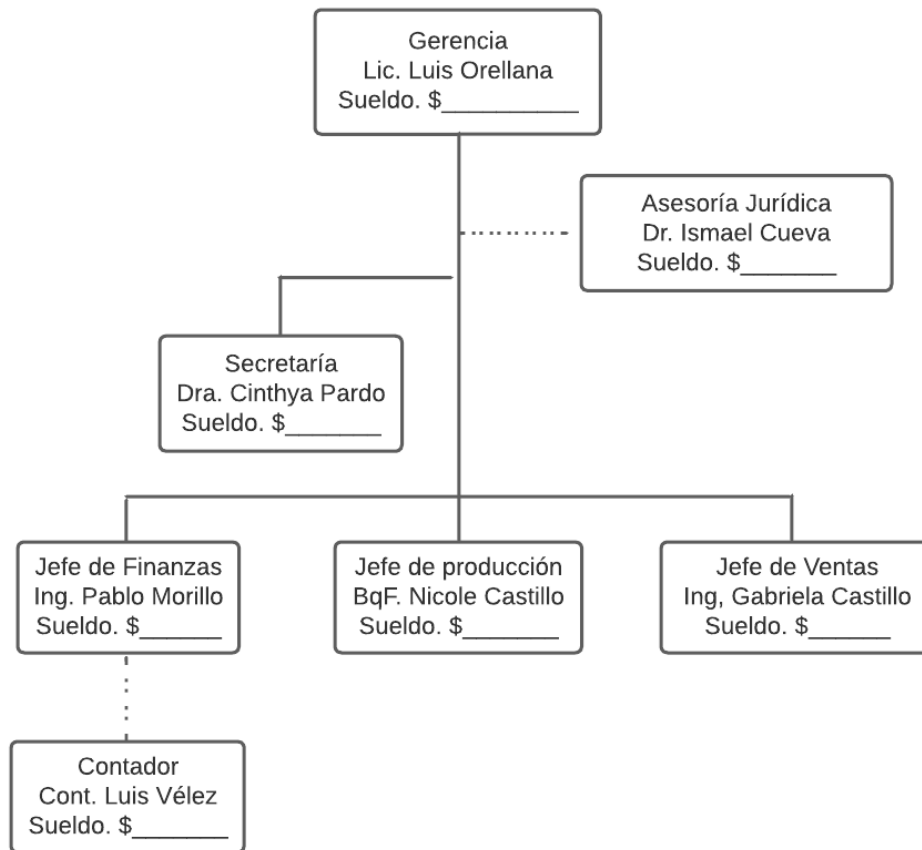 Gerencia
Lic. Luis Orellana
Sueldo. $__________
Asesoría Jurídica
Dr. Ismael Cueva
Sueldo. $_______
Secretaría
Dra. Cinthya Pardo
Sueldo. $_______
Jefe de Finanzas
Ing. Pablo Morillo
Sueldo. $______
Jefe de producción
BqF. Nicole Castillo
Sueldo. $_______
Jefe de Ventas
Ing, Gabriela Castillo
Sueldo. $______
Contador
Cont. Luis Vélez
Sueldo. $_______